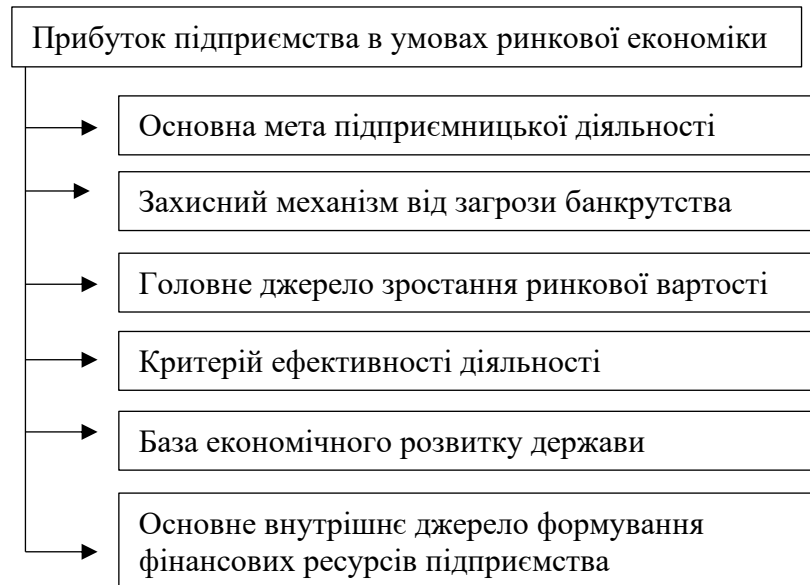 Прибуток підприємства в умовах ринкової економіки
Основна мета підприємницької діяльності
Захисний механізм від загрози банкрутства
Головне джерело зростання ринкової вартості
Критерій ефективності діяльності
База економічного розвитку держави
Основне внутрішнє джерело формування
фінансових ресурсів підприємства